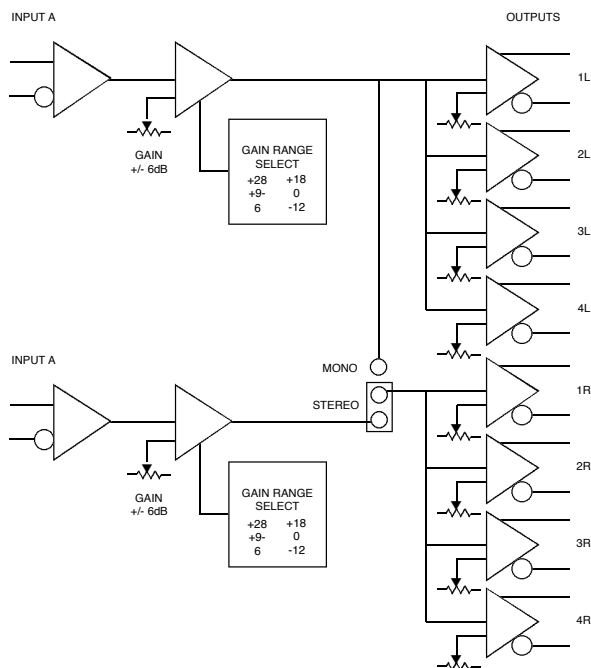 INPUT A
OUTPUTS
1L
GAIN
+/- 6dB
GAIN RANGE
SELECT
+28 +18
+9- 0
6 -12
2L
3L
4L
INPUT A
MONO
STEREO
1R
GAIN
+/- 6dB
GAIN RANGE
SELECT
+28 +18
+9- 0
6 -12
2R
3R
4R